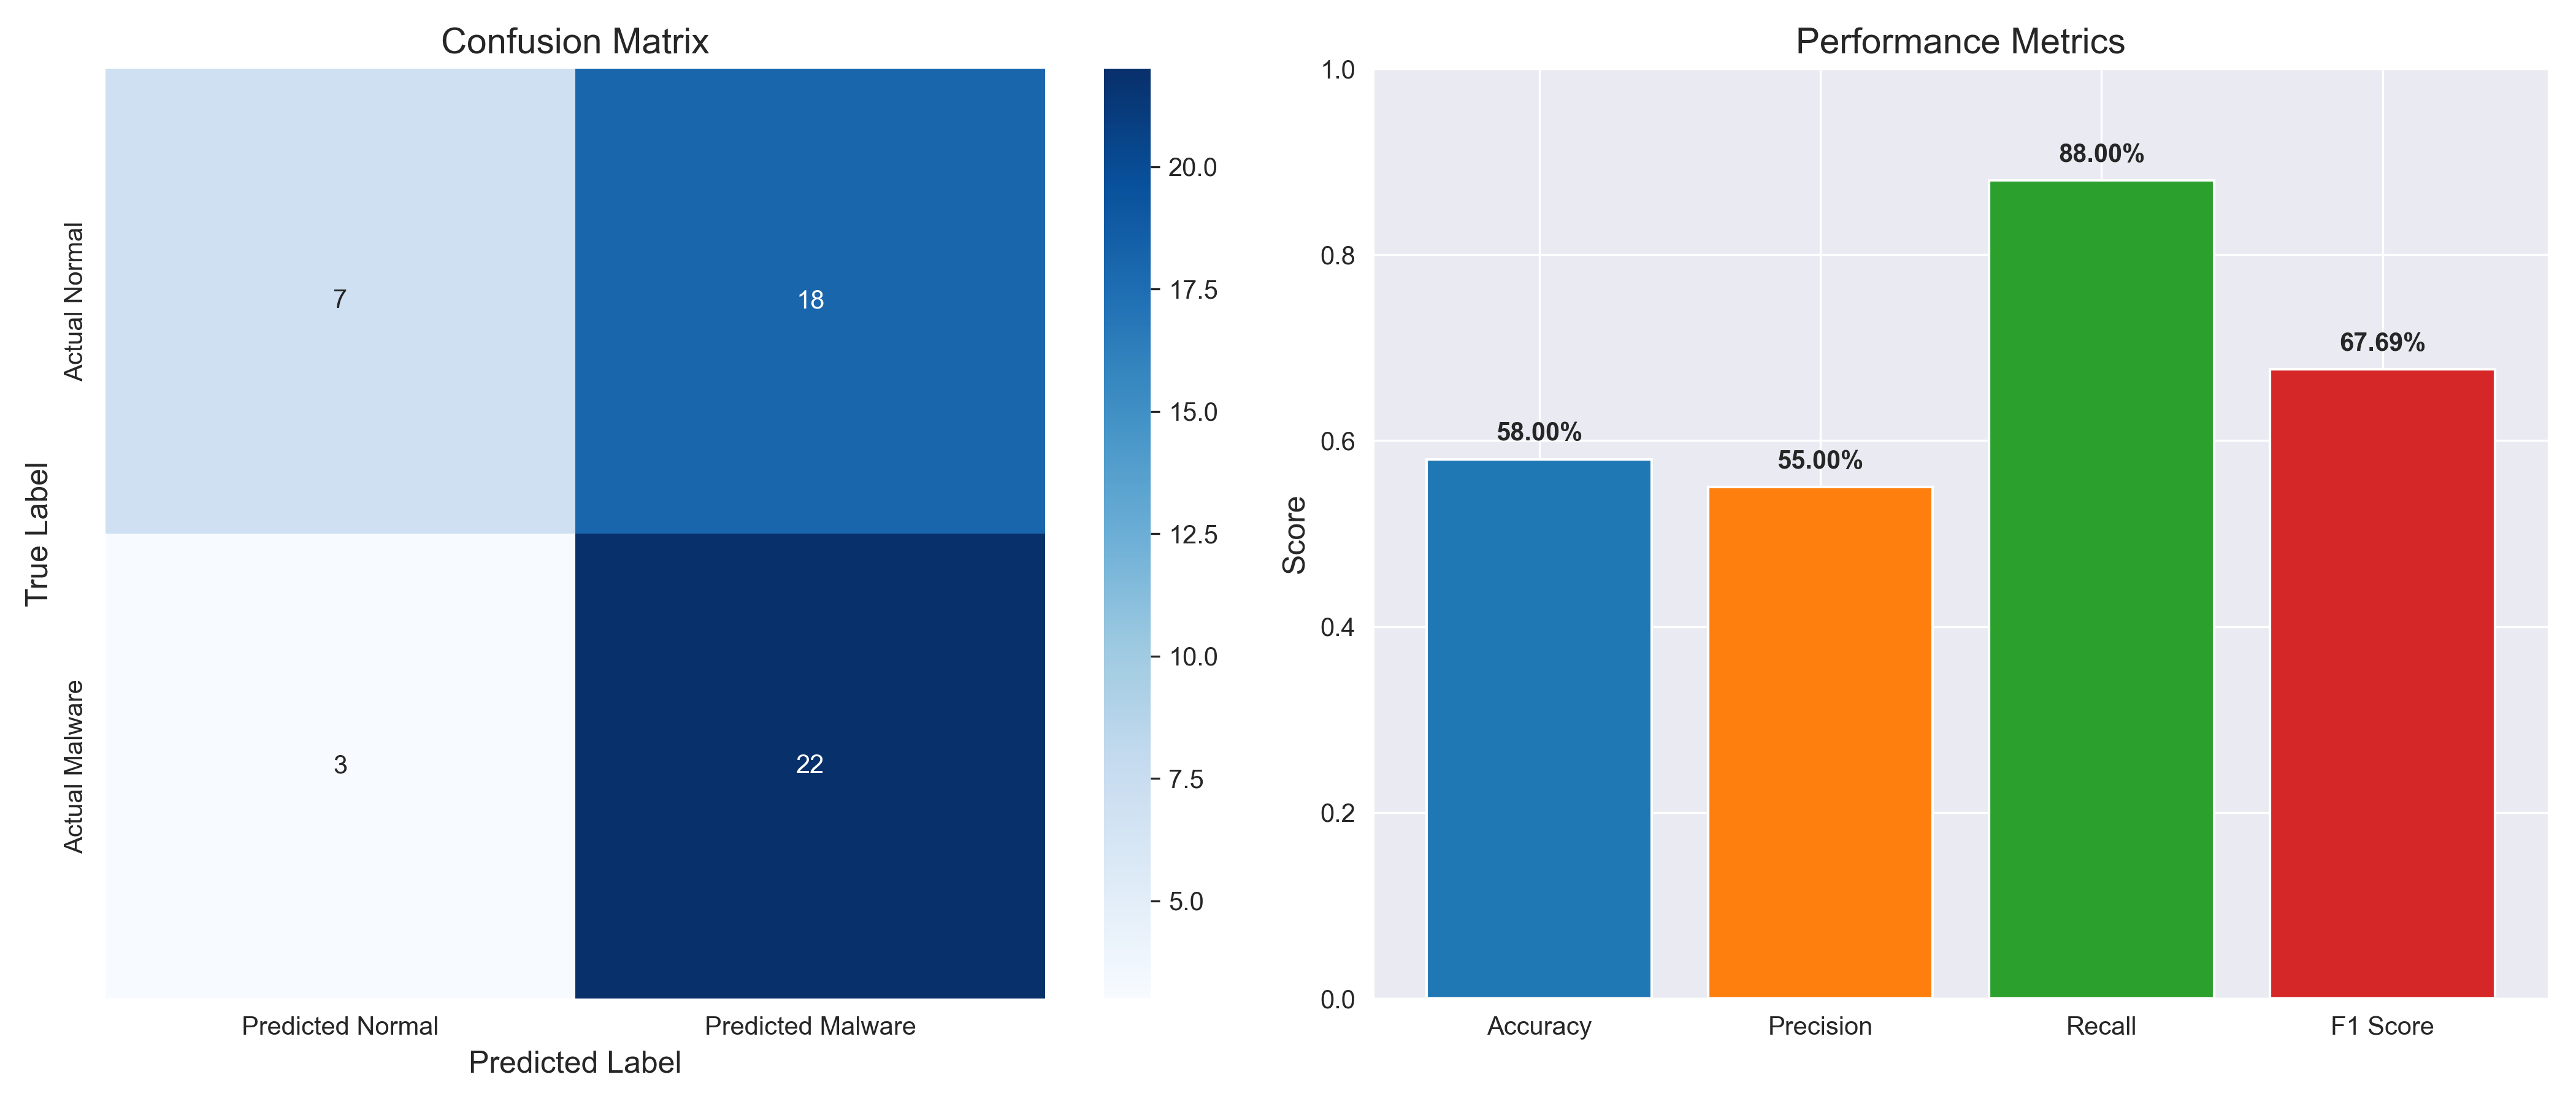 Confusion Matrix
Actual Normal
Actual Malware
True Label
7
18
3
22
Predicted Normal
Predicted Malware
Predicted Label
20.0
17.5
15.0
12.5
10.0
7.5
5.0
Performance Metrics
Score
1.0
0.8
0.6
0.4
0.2
0.0
58.00%
55.00%
88.00%
67.69%
Accuracy
Precision
Recall
F1 Score